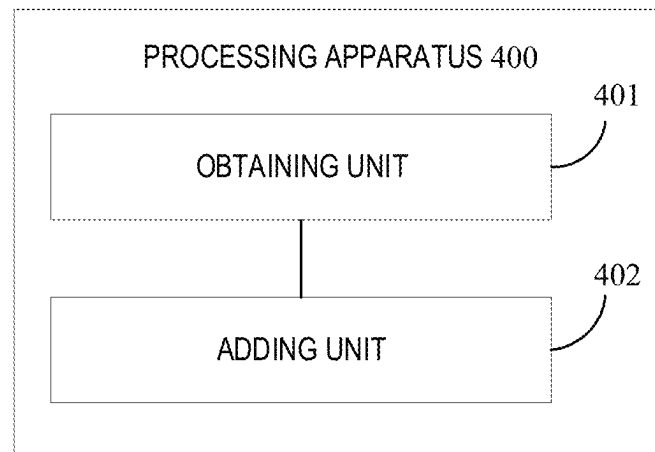 PROCESSING APPARATUS 400
401
OBTAINING UNIT
402
ADDING UNIT